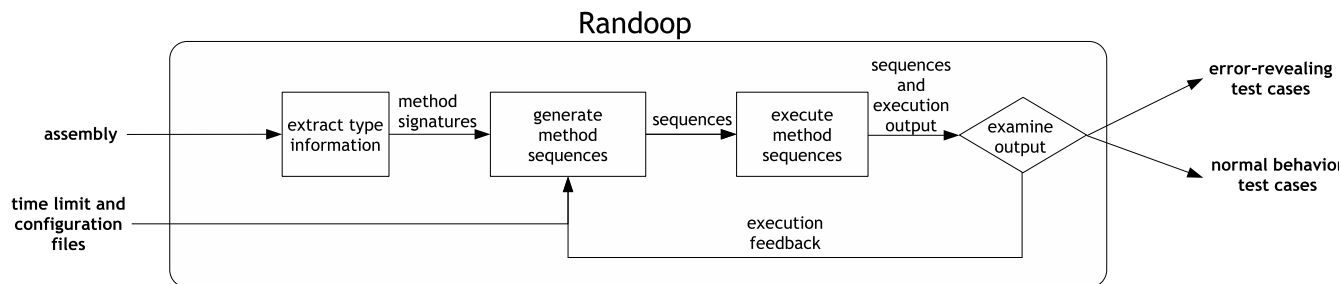 Randoop
assembly
extract type
information
method
signatures
generate
method
sequences
sequences
execute
method
sequences
sequences
and
execution
output
examine
output
error-revealing
test cases
normal behavior
test cases
time limit and
configuration
files
execution
feedback